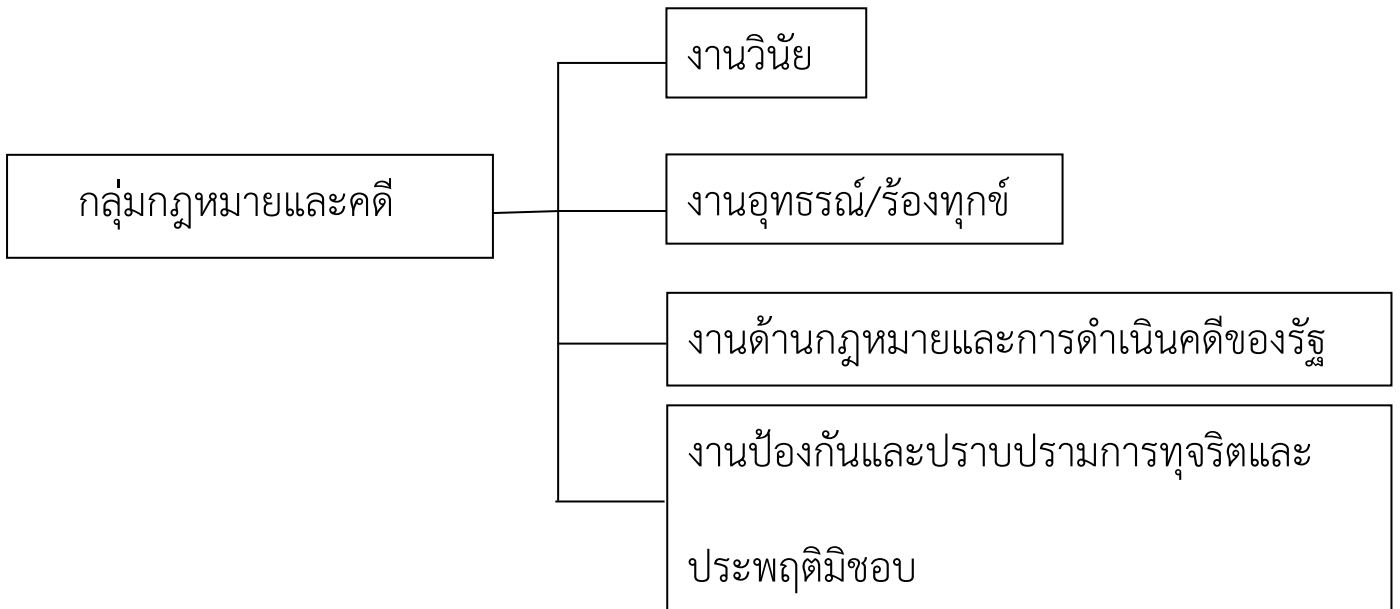 งานวินัย
กลุ่มกฎหมายและคดี
งานอุทธรณ์/ร้องทุกข์
งานด้านกฎหมายและการดำเนินคดีของรัฐ
งานป้องกันและปราบปรามการทุจริตและ
ประพฤติมิชอบ